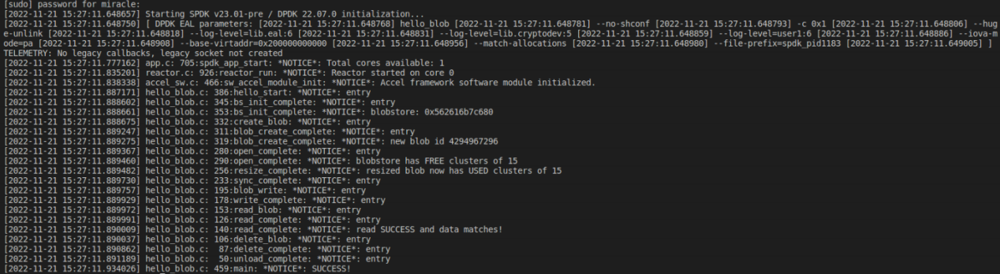 [sudo] password for miracle:
[2022-11-21 15:27:11.648657] Starting SPDK v23.01-pre / DPDK 22.07.0 initialization...
[2022-11-21 15:27:11.648750] [ DPDK EAL parameters: [2022-11-21 15:27:11.648768] hello_blob [2022-11-21 15:27:11.648781] --no-shconf [2022-11-21 15:27:11.648793] -c 0x1 [2022-11-21 15:27:11.648806] --hug
e-unlink [2022-11-21 15:27:11.648818] --log-level=lib.eal:6 [2022-11-21 15:27:11.648831] --log-level=lib.cryptodev:5 [2022-11-21 15:27:11.648859] --log-level=user1:6 [2022-11-21 15:27:11.648886] --iova-m
ode=pa [2022-11-21 15:27:11.648908] --base-virtaddr=0x200000000000 [2022-11-21 15:27:11.648956] --match-allocations [2022-11-21 15:27:11.648980] --file-prefix=spdk_pid1183 [2022-11-21 15:27:11.649005] ]
TELEMETRY: No legacy callbacks, legacy socket not created
[2022-11-21 15:27:11.777162] app.c: 705:spdk_app_start: *NOTICE*: Total cores available: 1
[2022-11-21 15:27:11.835201] reactor.c: 926:reactor_run: *NOTICE*: Reactor started on core 0
[2022-11-21 15:27:11.838338] accel_sw.c: 466:sw_accel_module_init: *NOTICE*: Accel framework software module initialized.
[2022-11-21 15:27:11.887171] hello_blob.c: 386:hello_start: *NOTICE*: entry
[2022-11-21 15:27:11.888602] hello_blob.c: 345:bs_init_complete: *NOTICE*: entry
[2022-11-21 15:27:11.888661] hello_blob.c: 353:bs_init_complete: *NOTICE*: blobstore: 0x562616b7c680
[2022-11-21 15:27:11.888675] hello_blob.c: 332:create_blob: *NOTICE*: entry
[2022-11-21 15:27:11.889247] hello_blob.c: 311:blob_create_complete: *NOTICE*: entry
[2022-11-21 15:27:11.889275] hello_blob.c: 319:blob_create_complete: *NOTICE*: new blob id 4294967296
[2022-11-21 15:27:11.889367] hello_blob.c: 280:open_complete: *NOTICE*: entry
[2022-11-21 15:27:11.889460] hello_blob.c: 290:open_complete: *NOTICE*: blobstore has FREE clusters of 15
[2022-11-21 15:27:11.889482] hello_blob.c: 256:resize_complete: *NOTICE*: resized blob now has USED clusters of 15
[2022-11-21 15:27:11.889730] hello_blob.c: 233:sync_complete: *NOTICE*: entry
[2022-11-21 15:27:11.889757] hello_blob.c: 195:blob_write: *NOTICE*: entry
[2022-11-21 15:27:11.889929] hello_blob.c: 178:write_complete: *NOTICE*: entry
[2022-11-21 15:27:11.889972] hello_blob.c: 153:read_blob: *NOTICE*: entry
[2022-11-21 15:27:11.889991] hello_blob.c: 126:read_complete: *NOTICE*: entry
[2022-11-21 15:27:11.890009] hello_blob.c: 140:read_complete: *NOTICE*: read SUCCESS and data matches!
[2022-11-21 15:27:11.890037] hello_blob.c: 106:delete_blob: *NOTICE*: entry
[2022-11-21 15:27:11.890862] hello_blob.c:  87:delete_complete: *NOTICE*: entry
[2022-11-21 15:27:11.891189] hello_blob.c:  50:unload_complete: *NOTICE*: entry
[2022-11-21 15:27:11.934026] hello_blob.c: 459:main: *NOTICE*: SUCCESS!